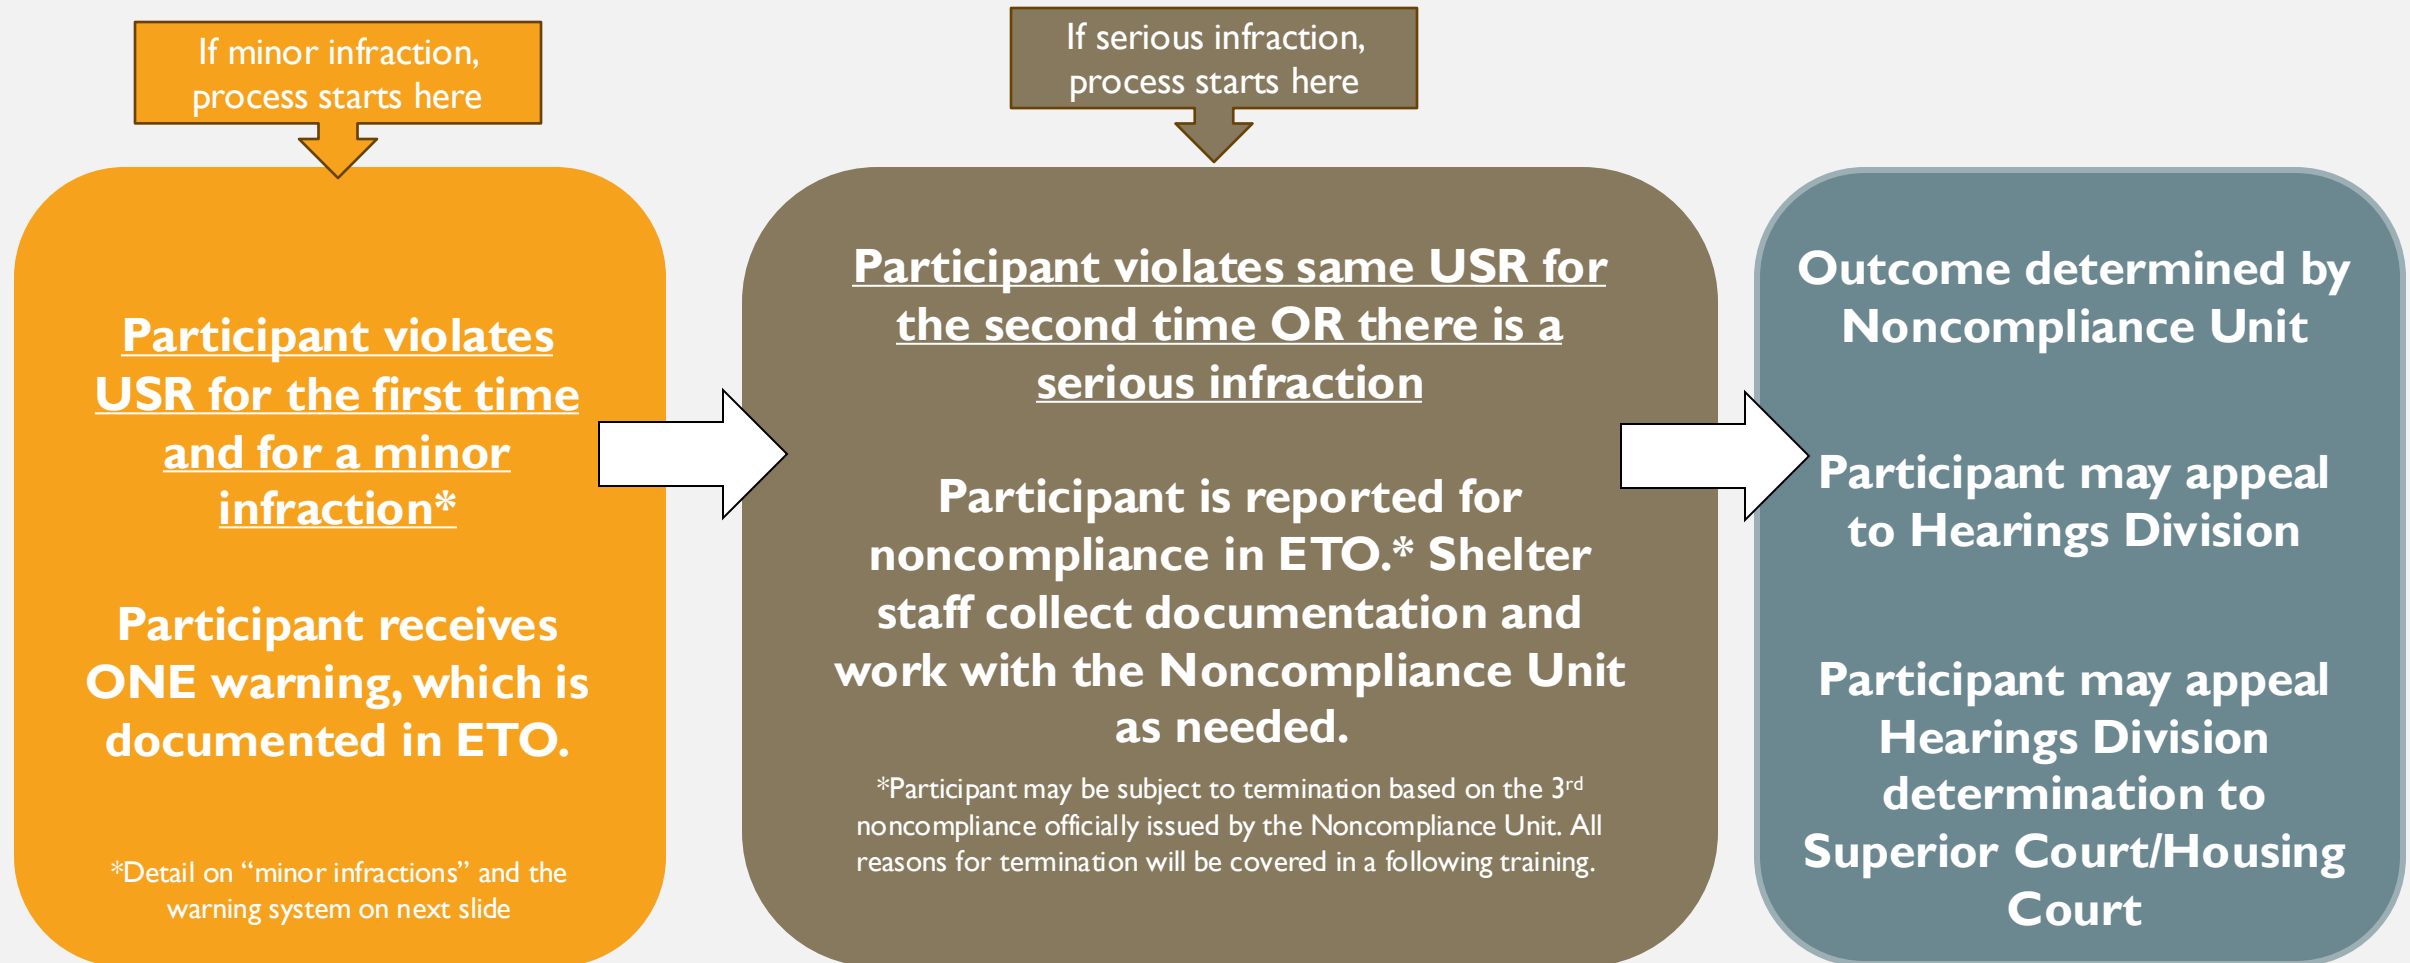 If minor infraction,
process starts here
If serious infraction,
process starts here
Participant violates
USR for the first time
and for a minor
infraction*
Participant receives
ONE warning, which is
documented in ETO.
*Detail on “minor infractions” and the
warning system on next slide
Participant violates same USR for
the second time OR there is a
serious infraction
Participant is reported for
noncompliance in ETO.* Shelter
staff collect documentation and
work with the Noncompliance Unit
as needed.
*Participant may be subject to termination based on the 3rd
noncompliance officially issued by the Noncompliance Unit. All
reasons for termination will be covered in a following training.
Outcome determined by
Noncompliance Unit
Participant may appeal
to Hearings Division
Participant may appeal
Hearings Division
determination to
Superior Court/Housing
Court